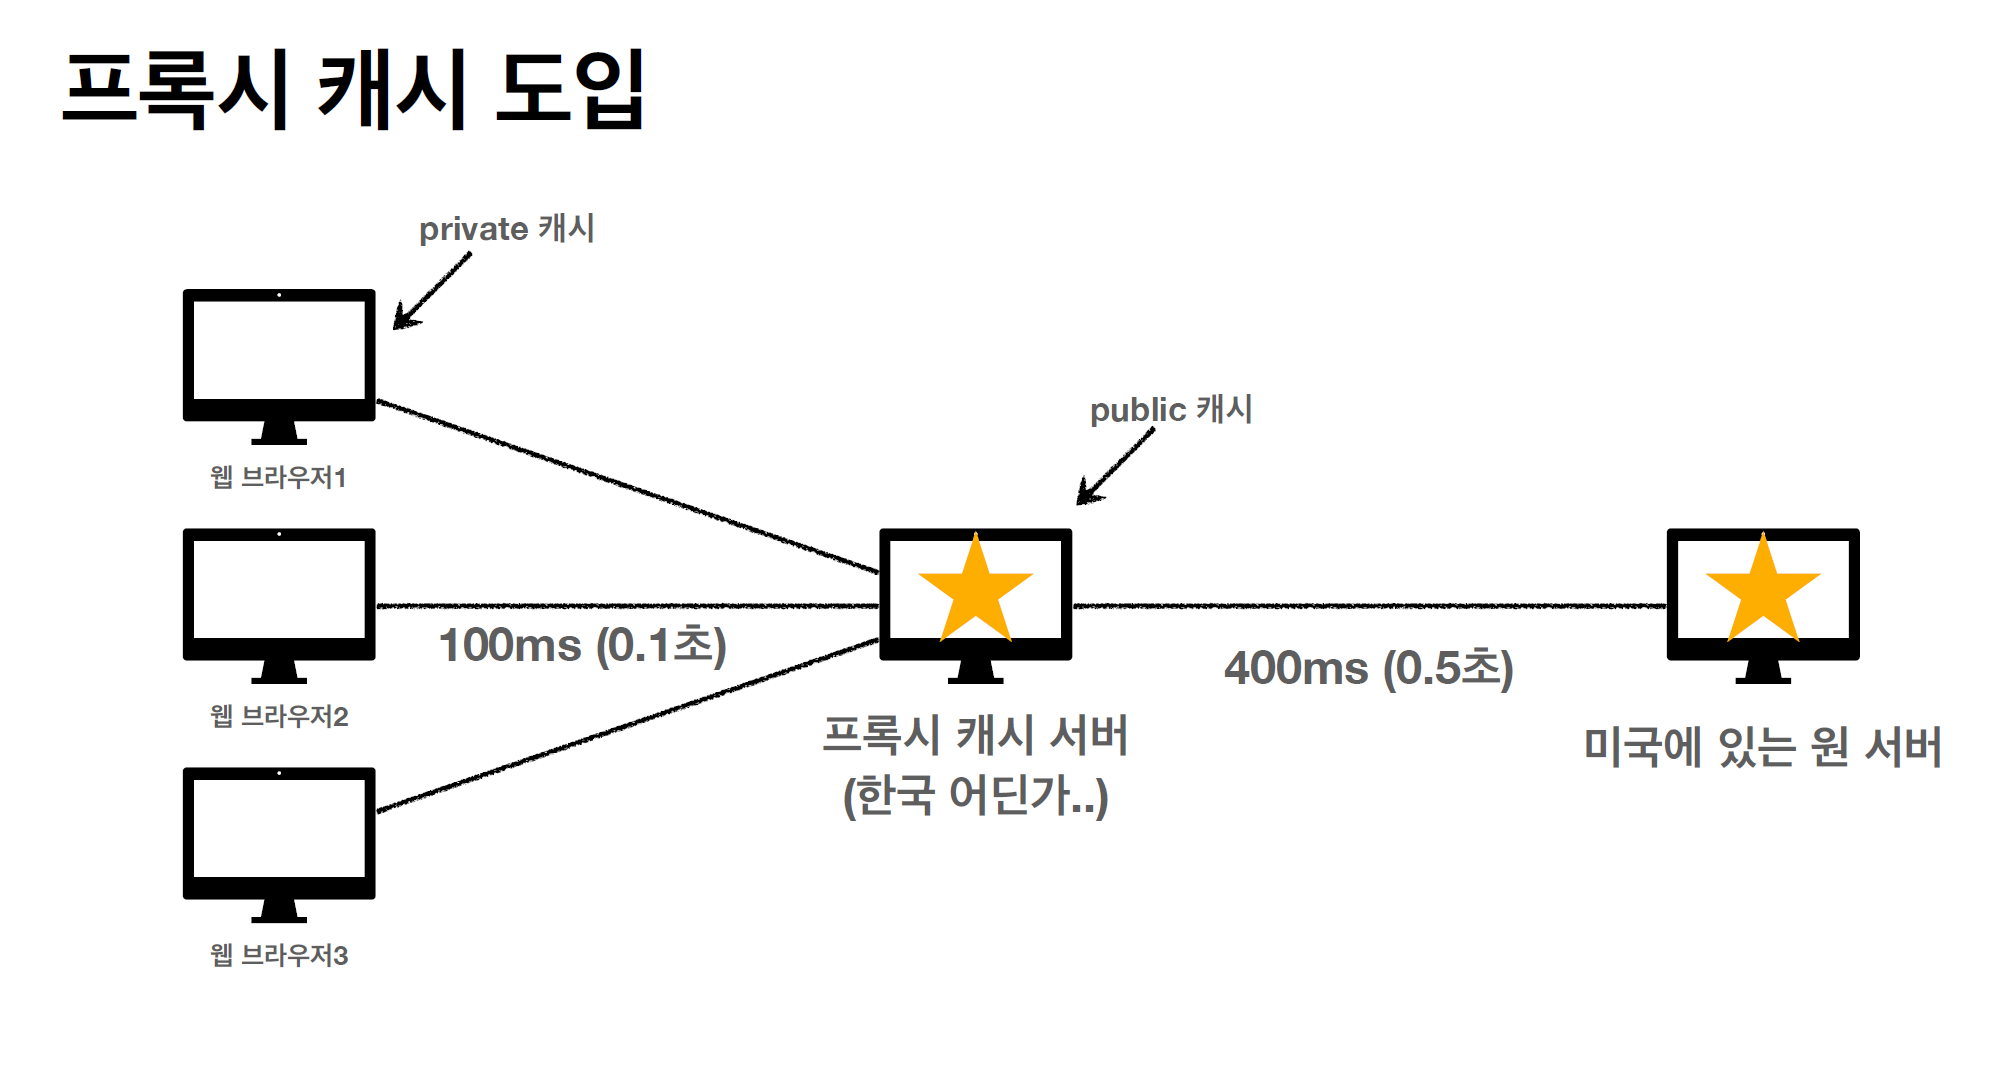 프록시 캐시 도입
private 캐시
public 캐시
웹 브라우저1
100ms (0.1초)
400ms (0.5초)
웹 브라우저2
프록시 캐시 서버
(한국 어딘가..)
미국에 있는 원 서버
웹 브라우저3